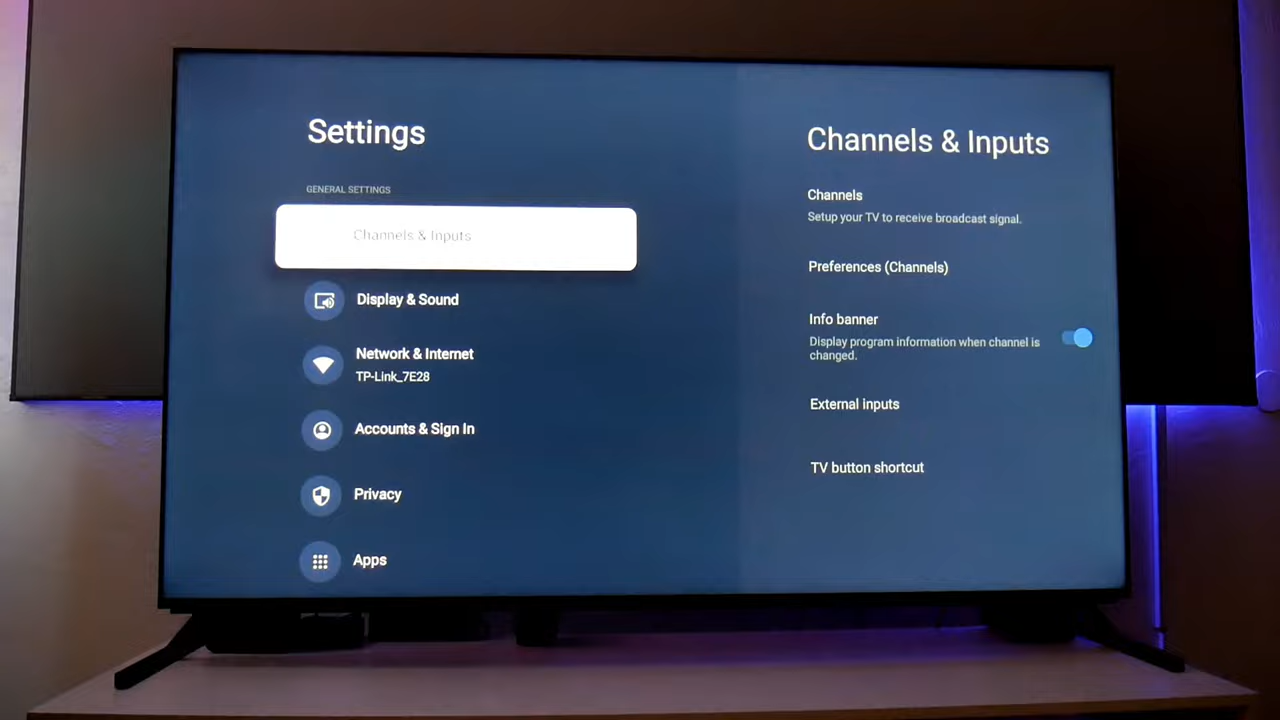 Settings
GENERAL SETTINGS
Channels & Inputs
Display & Sound
Network & Internet
TP-Link_7E28
Accounts & Sign In
Privacy
Apps
Channels & Inputs
Channels
Setup your TV to receive broadcast signal.
Preferences (Channels)
Info banner
Display program information when channel is
changed.
External inputs
TV button shortcut